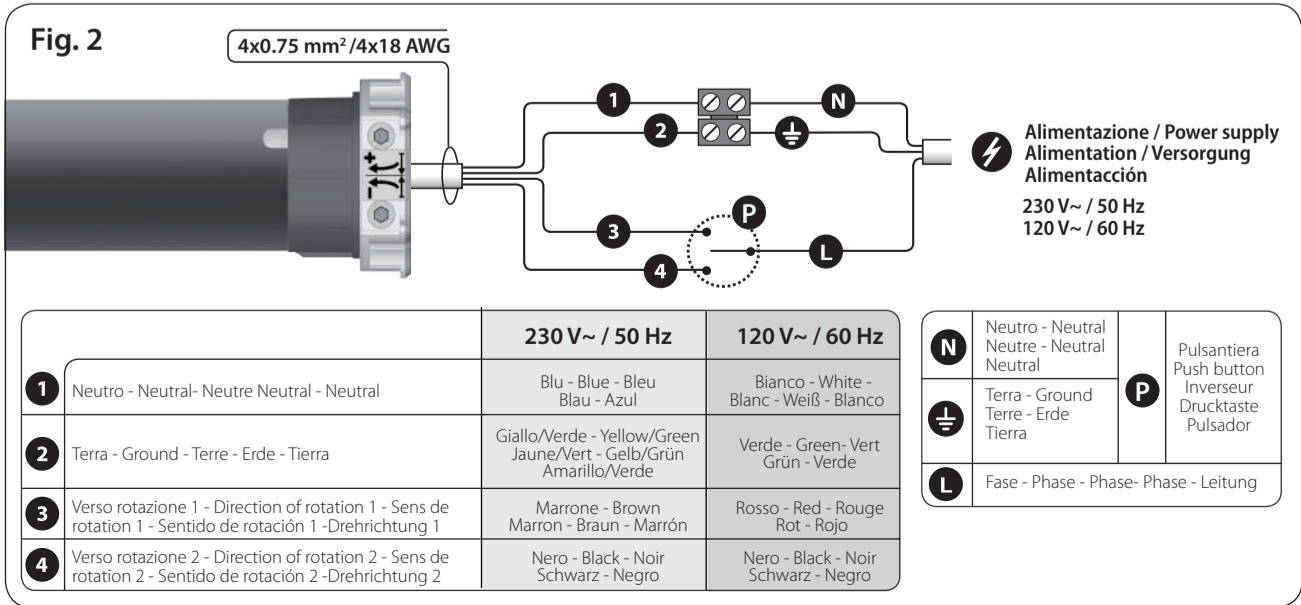 Fig. 2
4x0.75 mm² /4x18 AWG
+
-
1
N
2
3
P
4
L
Alimentazione / Power supply
Alimentation / Versorgung
Alimentacción
230 V~ / 50 Hz
120 V~ / 60 Hz
230 V~ / 50 Hz
120 V~ / 60 Hz
1
Neutro - Neutral- Neutre Neutral - Neutral
Blu - Blue - Bleu
Blau - Azul
Bianco - White -
Blanc - Weiß - Blanco
2
Terra - Ground - Terre - Erde - Tierra
Giallo/Verde - Yellow/Green
Jaune/Vert - Gelb/Grün
Amarillo/Verde
Verde - Green- Vert
Grün - Verde
3
Verso rotazione 1 - Direction of rotation 1 - Sens de
rotation 1 - Sentido de rotación 1 -Drehrichtung 1
Marrone - Brown
Marron - Braun - Marrón
Rosso - Red - Rouge
Rot - Rojo
4
Verso rotazione 2 - Direction of rotation 2 - Sens de
rotation 2 - Sentido de rotación 2 -Drehrichtung 2
Nero - Black - Noir
Schwarz - Negro
Nero - Black - Noir
Schwarz - Negro
N
Neutro - Neutral
Neutre - Neutral
Neutral
Terra - Ground
Terre - Erde
Tierra
P
Pulsantiera
Push button
Inverseur
Drucktaste
Pulsador
L
Fase - Phase - Phase- Phase - Leitung